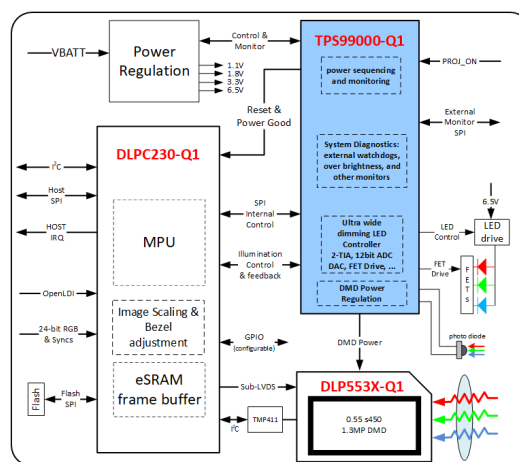 VBATT
Power
Regulation
Control &
Monitor
1.1V
1.8V
3.3V
6.5V
Reset &
Power Good
TPS99000-Q1
power sequencing
and monitoring
System Diagnostics:
external watchdogs,
over brightness, and
other monitors
Ultra wide
dimming LED
Controller
2-TIA, 12bit ADC
DAC, FET Drive, ...
DMD Power
Regulation
PROJ_ON
External
Monitor
SPI
6.5V
LED
Control
LED
drive
FET
Drive
FETs
photo diode
DLPC230-Q1
MPU
Image Scaling &
Bezel
adjustment
eSRAM
frame buffer
I²C
Host
SPI
HOST
IRQ
OpenLDI
24-bit RGB
& Syncs
Flash
Flash
SPI
SPI
Internal Control
Illumination
Control
& feedback
GPIO
(configurable)
Sub-LVDS
I²C
TMP411
DMD Power
DLP553X-Q1
0.55 s450
1.3MP DMD